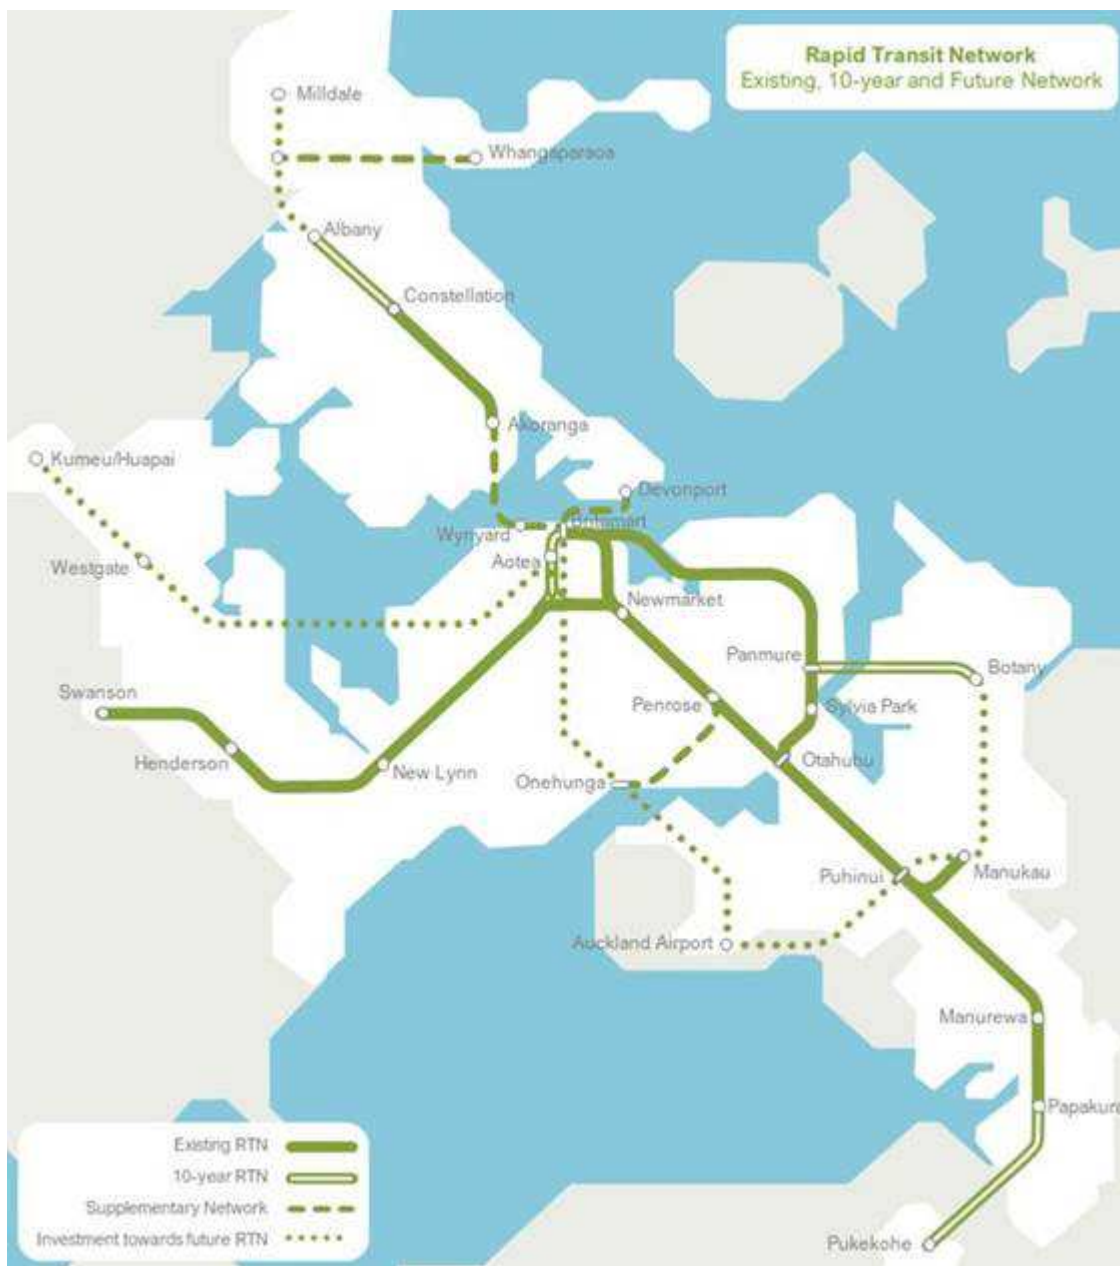 Rapid Transit Network
Existing, 10-year and Future Network
Milldale
Whangaparaoa
Albany
Constellation
Akoranga
Kumeu/Huapai
Devonport
Wynyard
Britomart
Aotea
Westgate
Newmarket
Panmure
Botany
Swanson
Penrose
Sylvia Park
Henderson
New Lynn
Otahuhu
Onehunga
Puhinui
Manukau
Auckland Airport
Manurewa
Papakura
Pukekohe
Existing RTN
10-year RTN
Supplementary Network
Investment towards future RTN